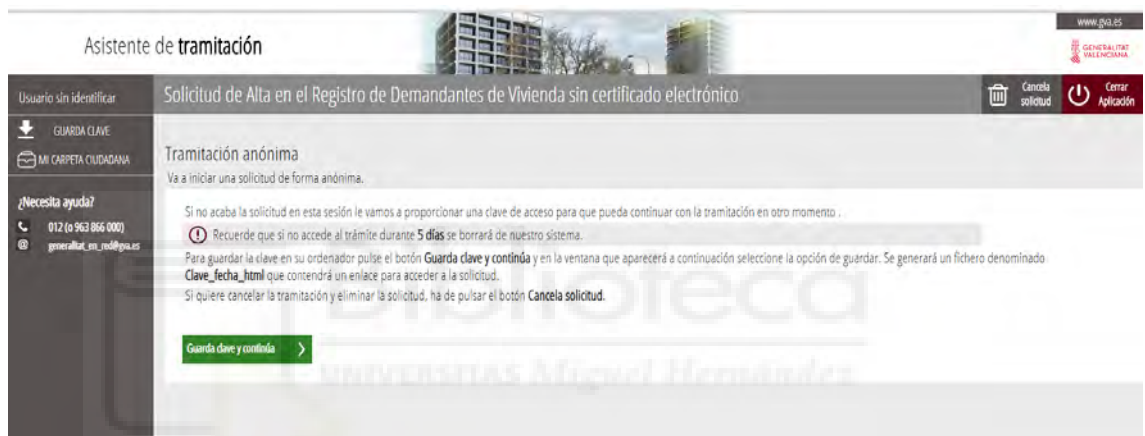 www.gva.es
Asistente de tramitación
GENERALITAT
VALENCIANA
Usuario sin identificar
Solicitud de Alta en el Registro de Demandantes de Vivienda sin certificado electrónico
Cancela
solicitud
Cerrar
Aplicación
GUARDA CLAVE
MI CARPETA CIUDADANA
¿Necesita ayuda?
012 (o 963 866 000)
generalitat_en_red@gva.es
Tramitación anónima
Va a iniciar una solicitud de forma anónima.
Si no acaba la solicitud en esta sesión le vamos a proporcionar una clave de acceso para que pueda continuar con la tramitación en otro momento .
Recuerde que si no accede al trámite durante 5 días se borrará de nuestro sistema.
Para guardar la clave en su ordenador pulse el botón Guarda clave y continúa y en la ventana que aparecerá a continuación seleccione la opción de guardar. Se generará un fichero denominado
Clave_fecha_html que contendrá un enlace para acceder a la solicitud.
Si quiere cancelar la tramitación y eliminar la solicitud, ha de pulsar el botón Cancela solicitud.
Guarda clave y continúa
Biblioteca
UNIVERSITAS Miguel Hernández